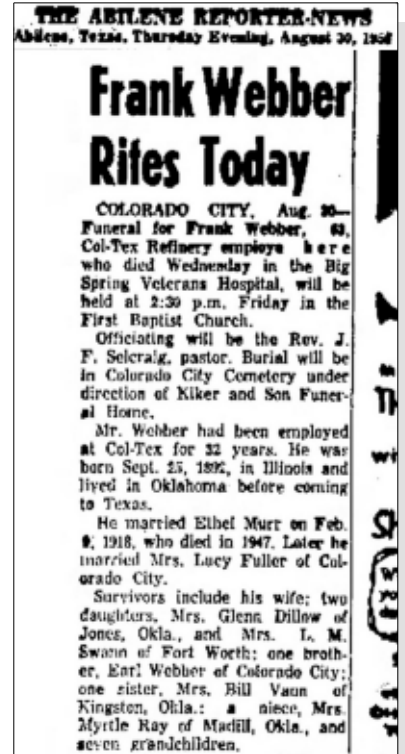 THE ABILENE REPORTER-NEWS
Abilene, Texas, Thursday Evening, August 30, 1956
Frank Webber
Rites Today
COLORADO CITY, Aug. 30—
Funeral for Frank Webber, 63,
Col-Tex Refinery employe here
who died Wednesday in the Big
Spring Veterans Hospital, will be
held at 2:30 p.m. Friday in the
First Baptist Church.
Officiating will be the Rev. J.
F. Selcraig, pastor. Burial will be
in Colorado City Cemetery under
direction of Kiker and Son Funer-
al Home.
Mr. Webber had been employed
at Col-Tex for 32 years. He was
born Sept. 25, 1892, in Illinois and
lived in Oklahoma before coming
to Texas.
He married Ethel Murr on Feb.
9, 1918, who died in 1947. Later he
married Mrs. Lucy Fuller of Col-
orado City.
Survivors include his wife; two
daughters, Mrs. Glenn Dillow of
Jones, Okla., and Mrs. L. M.
Swann of Fort Worth; one broth-
er, Earl Webber of Colorado City;
one sister, Mrs. Bill Vaun of
Kingston, Okla.; a niece, Mrs.
Myrtle Ray of Madill, Okla., and
seven grandchildren.